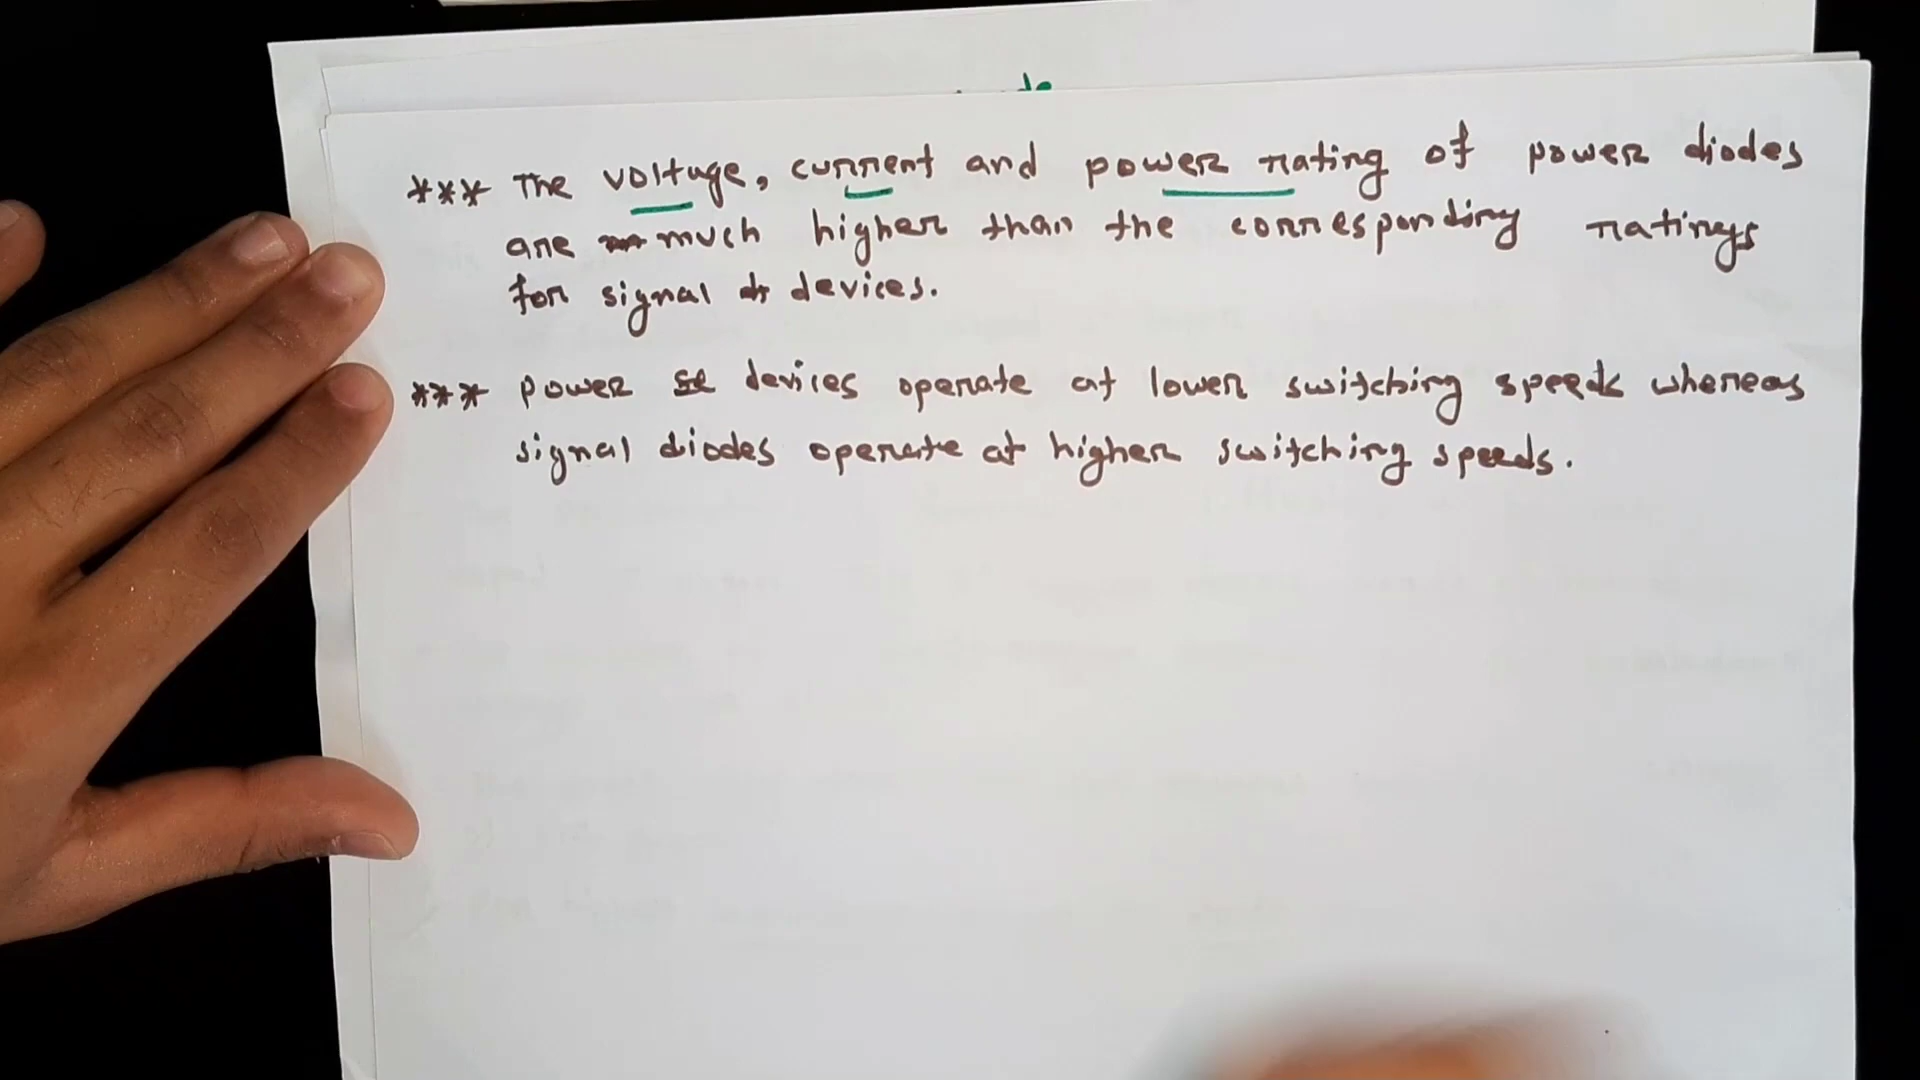 *** The voltage, current and power rating of power diodes
are much higher than the corresponding ratings
for signal devices.
*** power devices operate at lower switching speeds whereas
signal diodes operate at higher switching speeds.